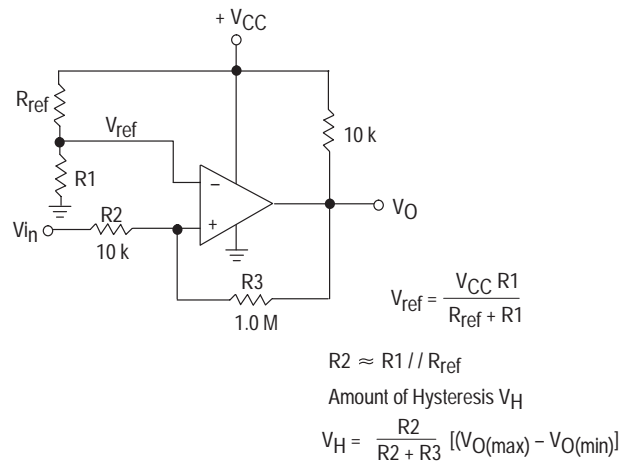 + VCC
Rref
Vref
10 k
R1
−
Vin
R2
+
VO
10 k
R3
1.0 M
Vref = VCC R1 / Rref + R1
R2 ≈ R1 // Rref
Amount of Hysteresis VH
VH = R2 / R2 + R3 [(VO(max) – VO(min)]